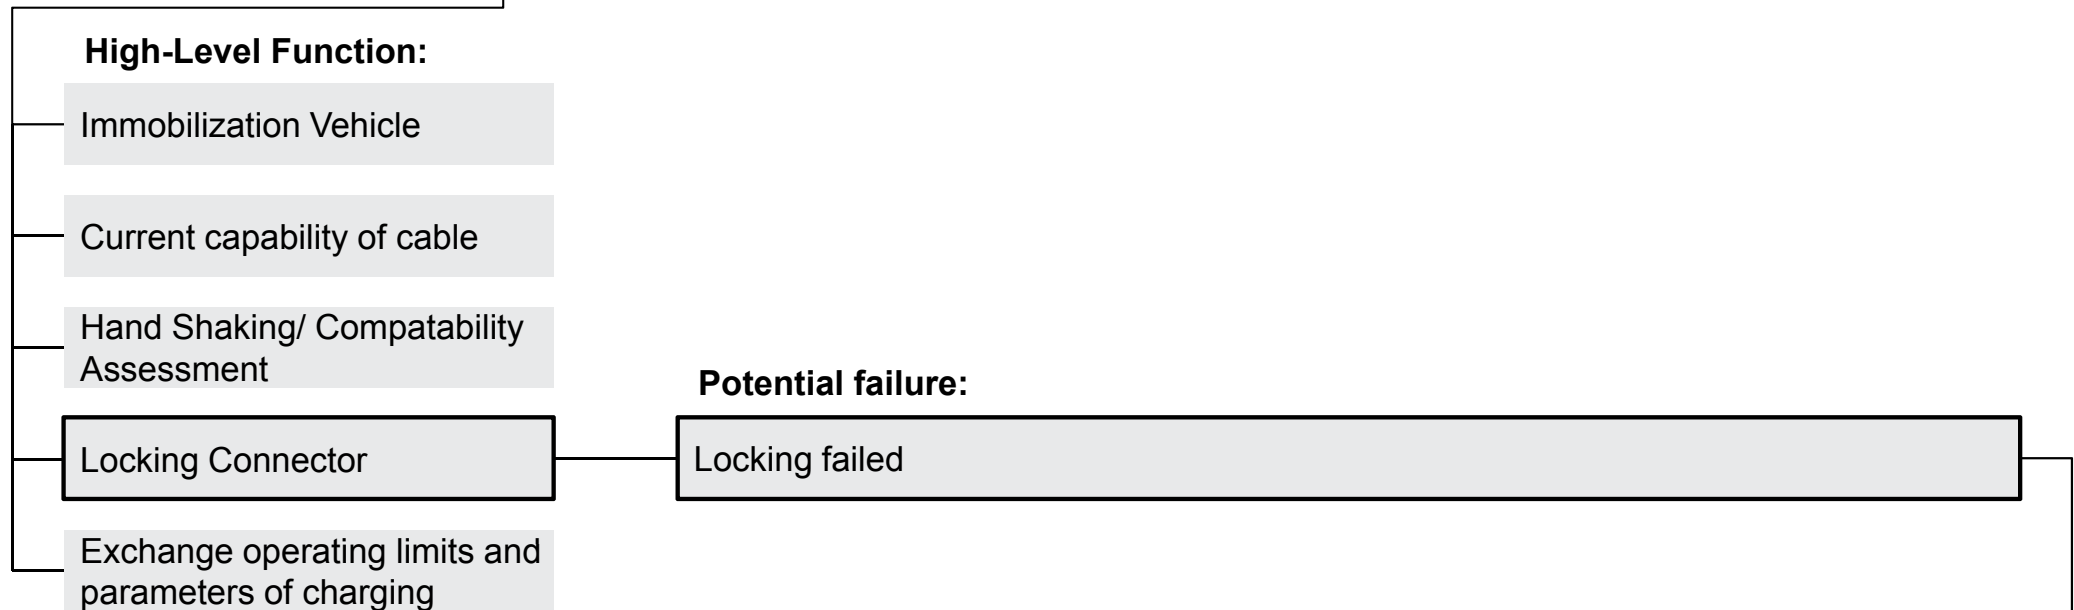 High-Level Function:
Immobilization Vehicle
Current capability of cable
Hand Shaking/ Compatability
Assessment
Potential failure:
Locking Connector
Locking failed
Exchange operating limits and
parameters of charging